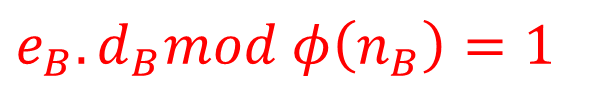 e_B.d_B mod ϕ(n_B) = 1